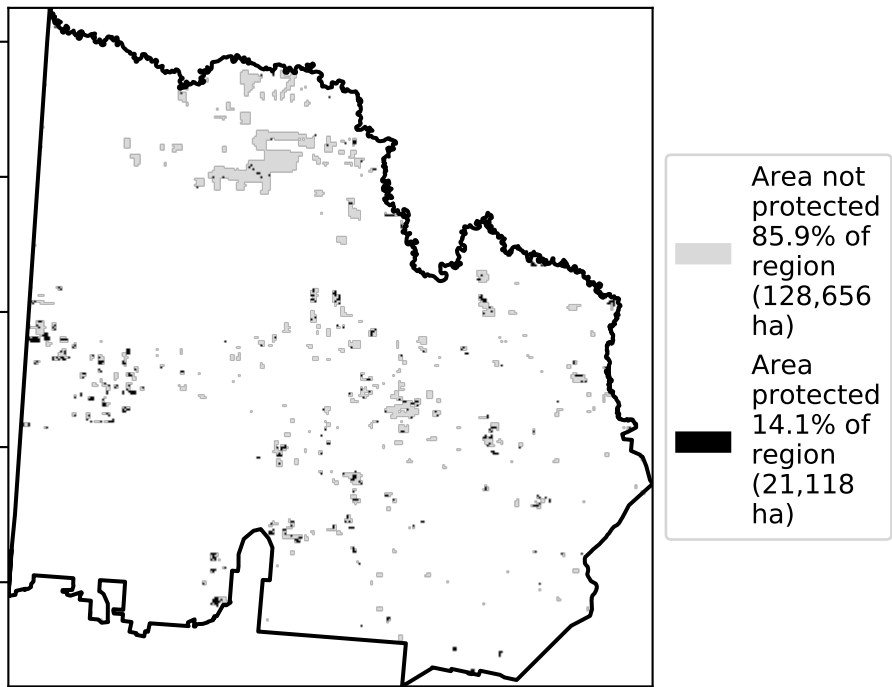 Area not
protected
85.9% of
region
(128,656
ha)
Area
protected
14.1% of
region
(21,118
ha)